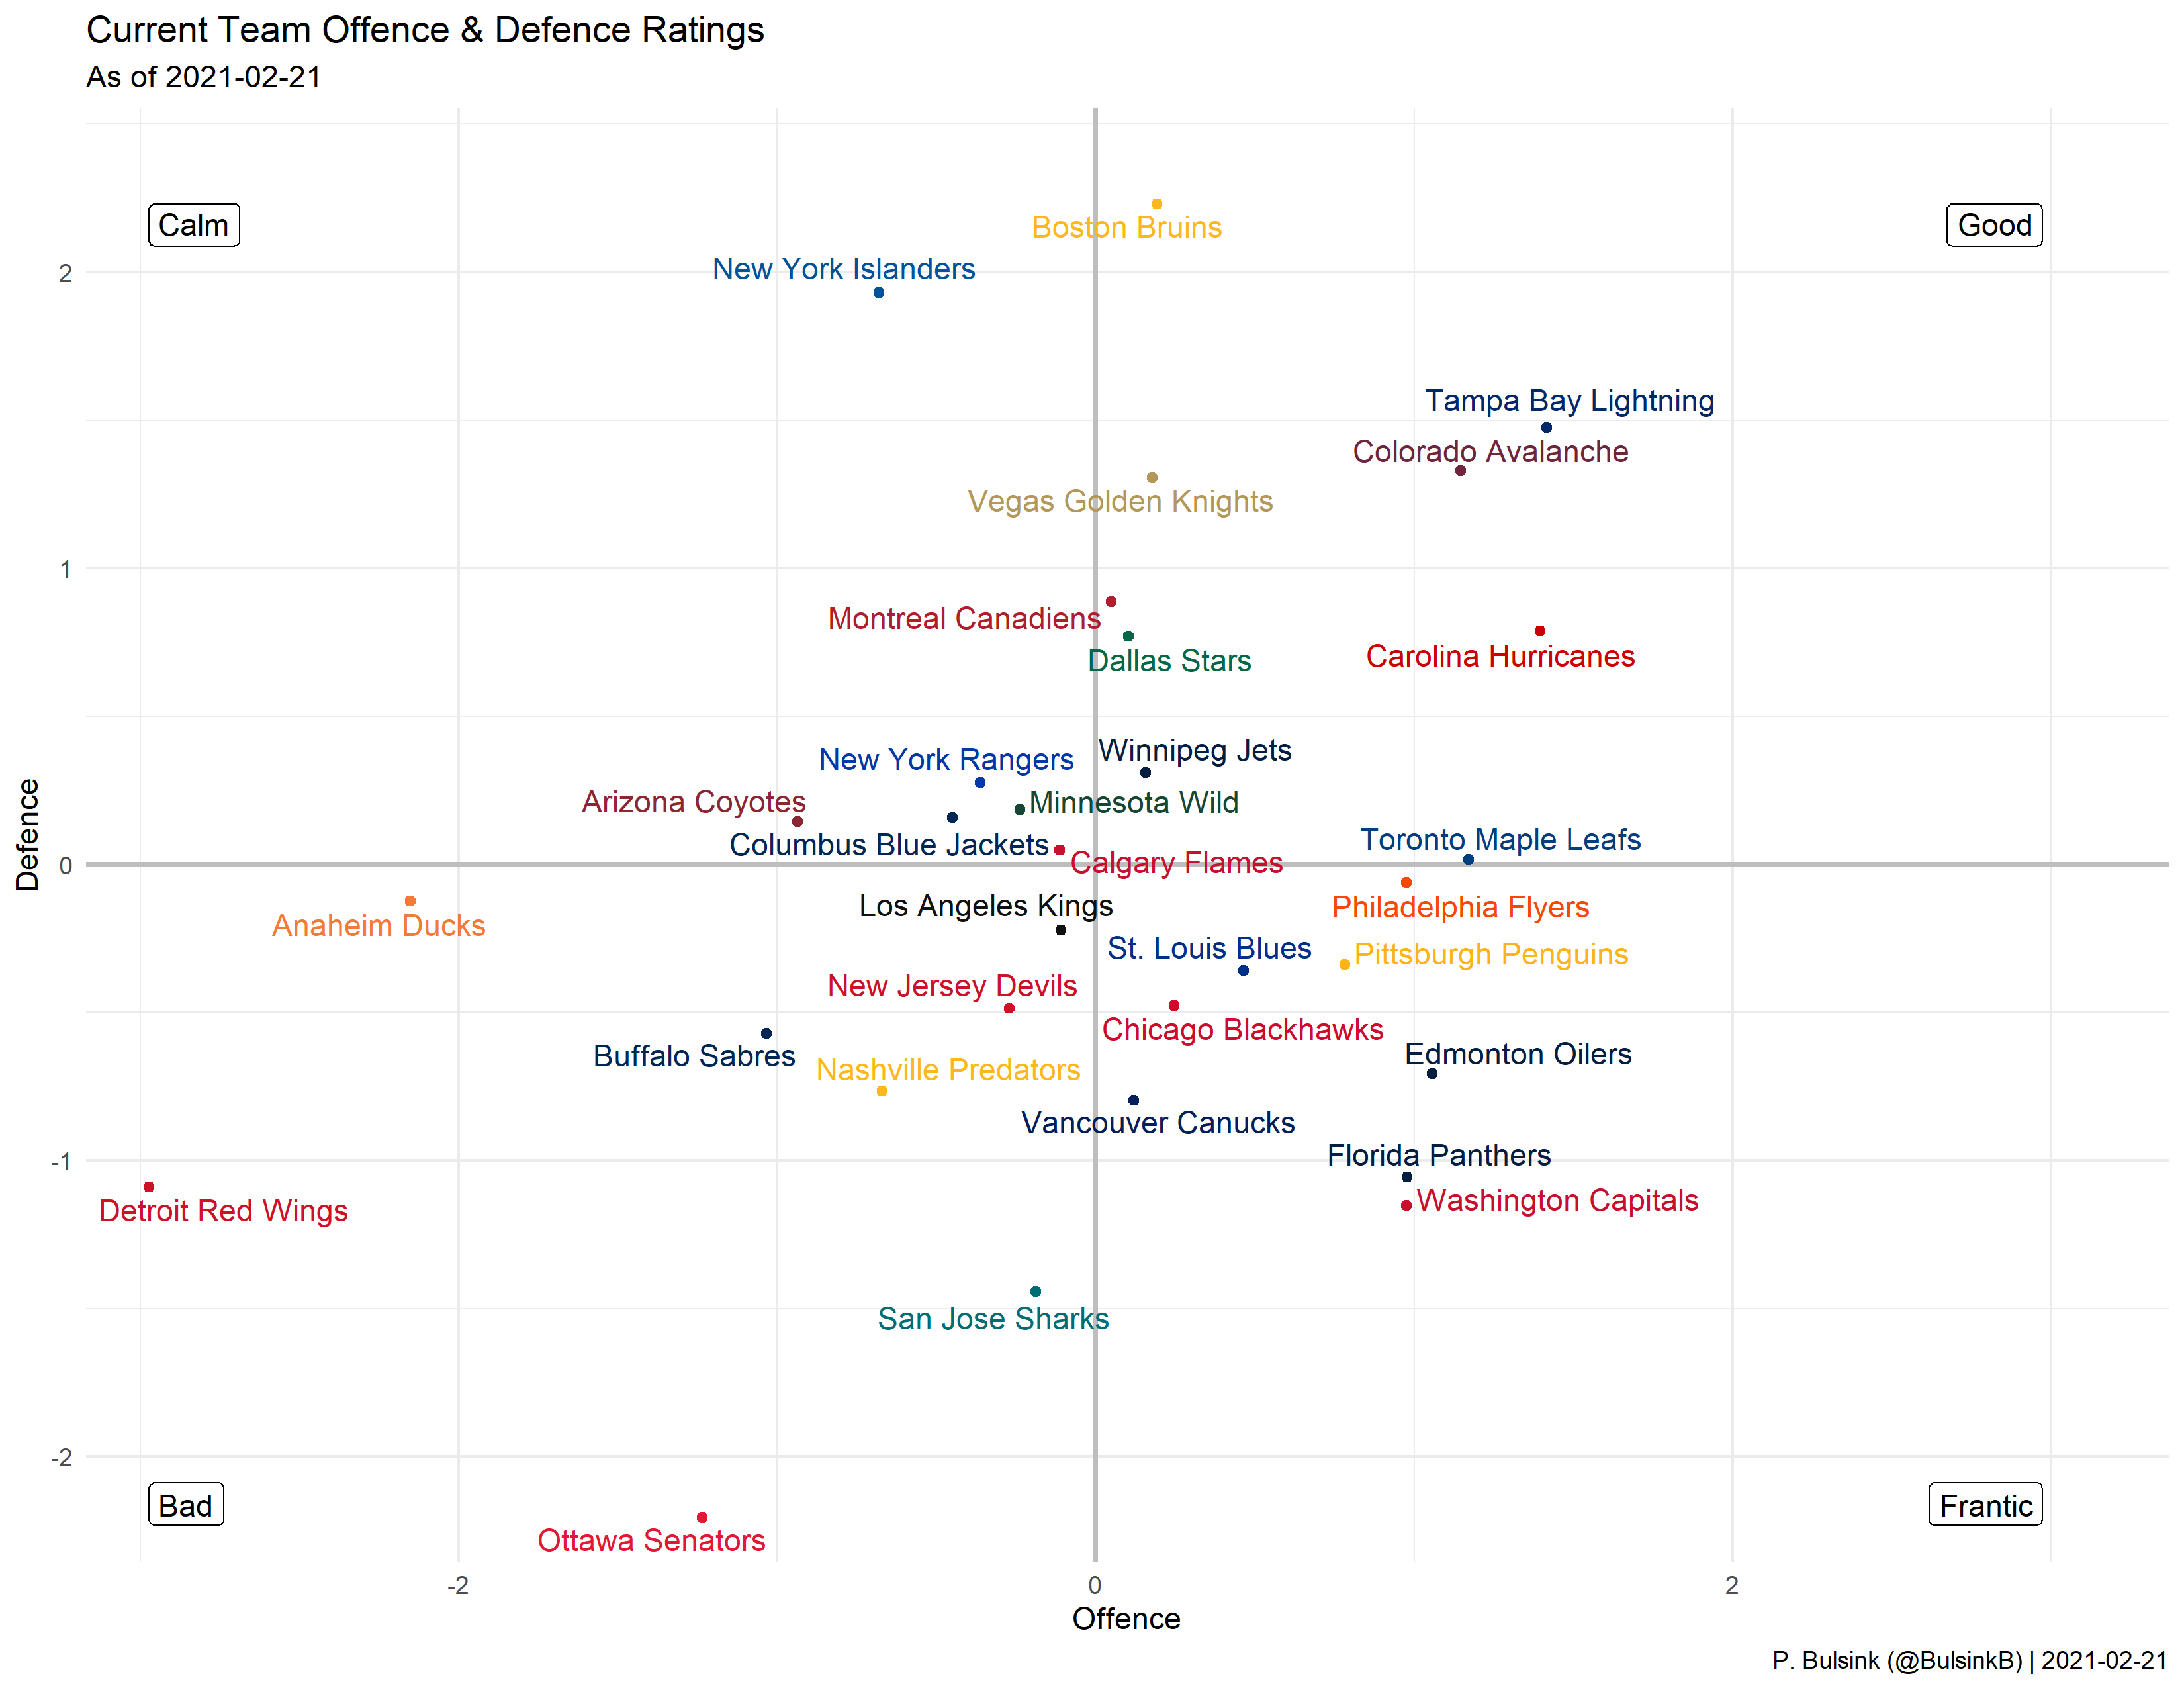 Current Team Offence & Defence Ratings
As of 2021-02-21
Calm
Good
Boston Bruins
New York Islanders
2
Tampa Bay Lightning
Colorado Avalanche
Vegas Golden Knights
1
Montreal Canadiens
Dallas Stars
Carolina Hurricanes
Winnipeg Jets
New York Rangers
Arizona Coyotes
Minnesota Wild
Columbus Blue Jackets
Toronto Maple Leafs
Calgary Flames
0
Defence
Los Angeles Kings
Philadelphia Flyers
Anaheim Ducks
St. Louis Blues
Pittsburgh Penguins
New Jersey Devils
Chicago Blackhawks
Buffalo Sabres
Edmonton Oilers
Nashville Predators
Vancouver Canucks
Florida Panthers
-1
Washington Capitals
Detroit Red Wings
San Jose Sharks
-2
Bad
Frantic
Ottawa Senators
-2
0
2
Offence
P. Bulsink (@BulsinkB) | 2021-02-21